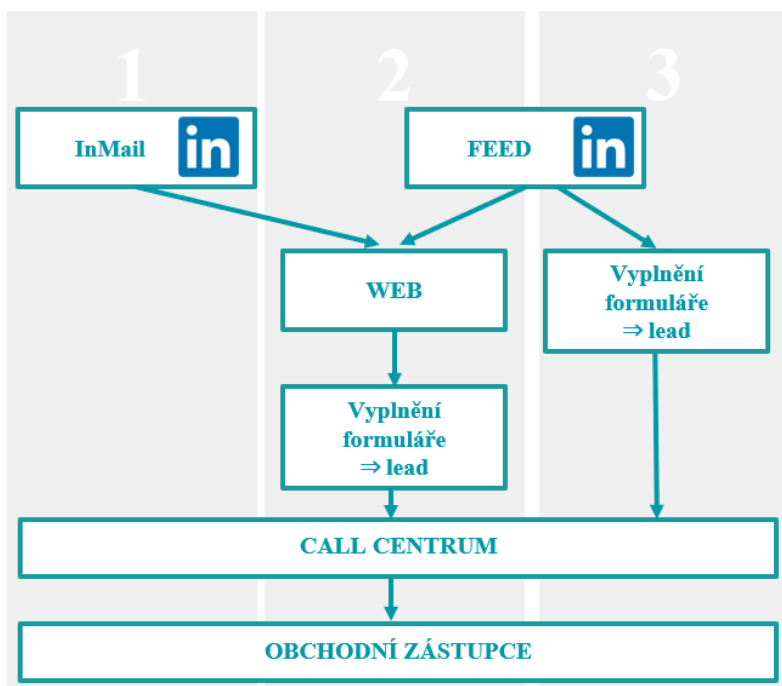 1
2
3
InMail
in
FEED
in
WEB
Vyplnění
formuláře
⇒ lead
Vyplnění
formuláře
⇒ lead
CALL CENTRUM
OBCHODNÍ ZÁSTUPCE